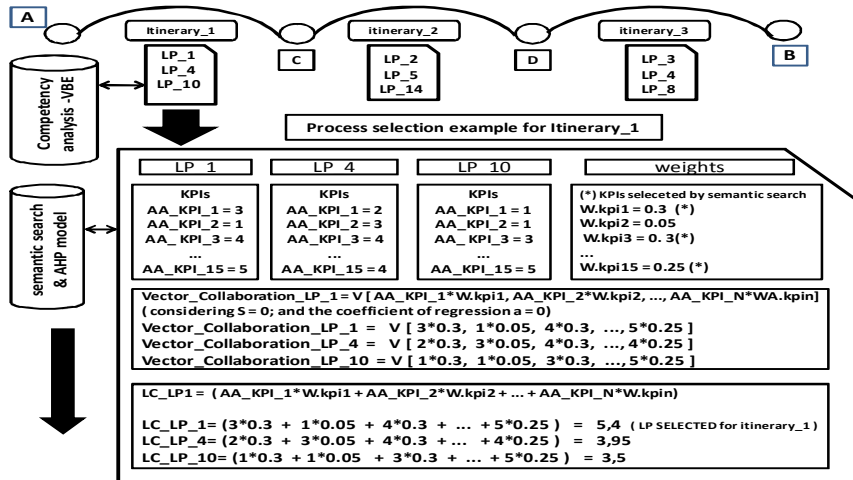 A
Itinerary_1
itinerary_2
itinerary_3
C
D
B
LP_1
LP_4
LP_10
LP_2
LP_5
LP_14
LP_3
LP_4
LP_8
Competency analysis -VBE
Process selection example for Itinerary_1
LP_1
LP_4
LP_10
weights
semantic search & AHP model
KPIs
AA_KPI_1 = 3
AA_KPI_2 = 1
AA_KPI_3 = 4
...
AA_KPI_15 = 5
KPIs
AA_KPI_1 = 2
AA_KPI_2 = 3
AA_KPI_3 = 4
...
AA_KPI_15 = 4
KPIs
AA_KPI_1 = 1
AA_KPI_2 = 1
AA_KPI_3 = 3
...
AA_KPI_15 = 5
(*) KPIs seleceted by semantic search
W.kpi1 = 0.3 (*)
W.kpi2 = 0.05
W.kpi3 = 0. 3(*)
...
W.kpi15 = 0.25 (*)
Vector_Collaboration_LP_1 = V [ AA_KPI_1*W.kpi1, AA_KPI_2*W.kpi2, ..., AA_KPI_N*WA.kpin]
( considering S = 0; and the coefficient of regression a = 0)
Vector_Collaboration_LP_1 = V [ 3*0.3, 1*0.05, 4*0.3, ...,5*0.25 ]
Vector_Collaboration_LP_4 = V [ 2*0.3, 3*0.05, 4*0.3, ...,4*0.25 ]
Vector_Collaboration_LP_10 = V [ 1*0.3, 1*0.05, 3*0.3, ...,5*0.25 ]
LC_LP1= ( AA_KPI_1*W.kpi1 + AA_KPI_2*W.kpi2 + ... + AA_KPI_N*W.kpin)
LC_LP_1= (3*0.3 + 1*0.05 + 4*0.3 + ... + 5*0.25 ) = 5,4 ( LP SELECTED for itinerary_1 )
LC_LP_4= (2*0.3 + 3*0.05 + 4*0.3 + ... + 4*0.25 ) = 3,95
LC_LP_10= (1*0.3 + 1*0.05 + 3*0.3 + ... + 5*0.25 ) = 3,5